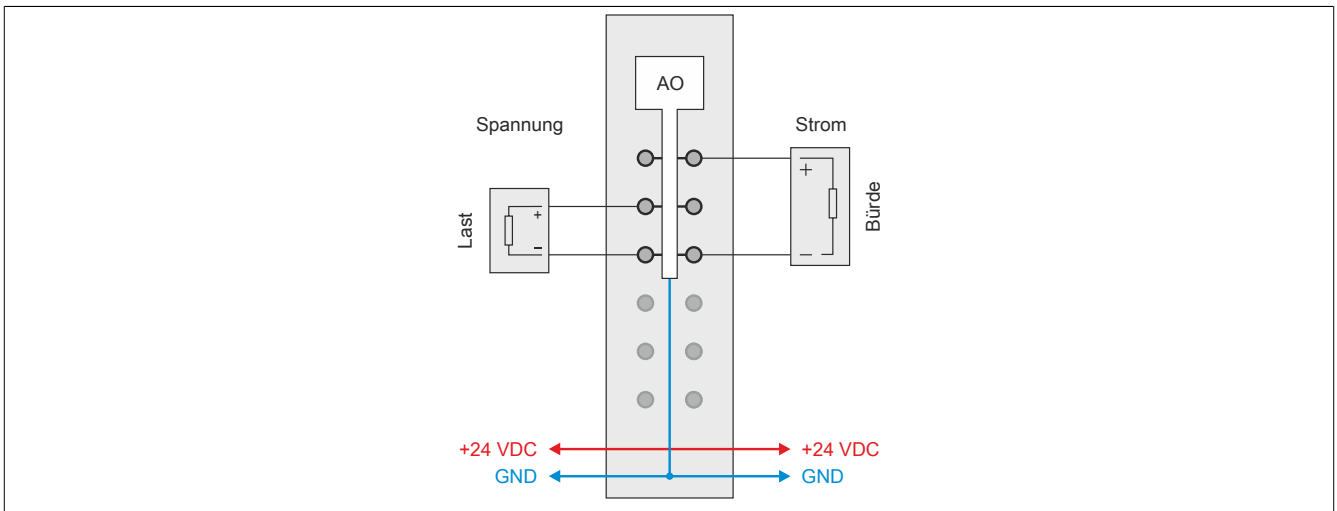 AO
Spannung
Strom
Last
+
-
+
-
Bürde
+24 VDC
+24 VDC
GND
GND